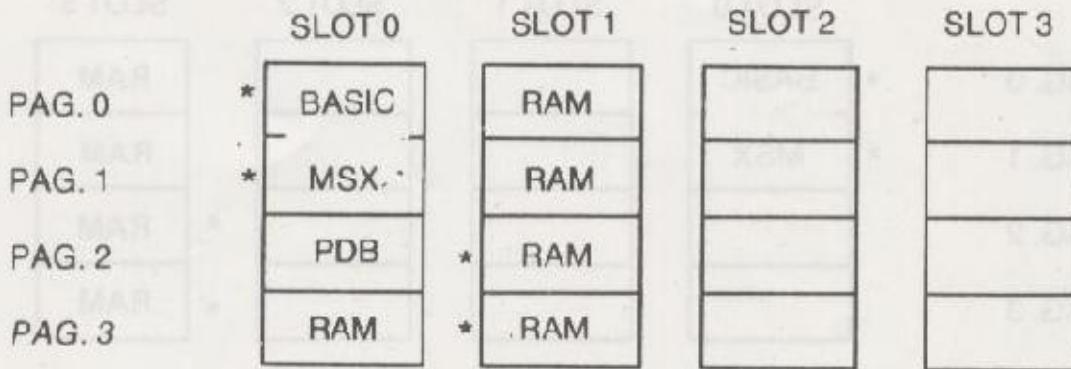 SLOT 0 SLOT 1 SLOT 2 SLOT 3
PAG. 0 * BASIC RAM
PAG. 1 * MSX RAM
PAG. 2 PDB * RAM
PAG. 3 RAM * RAM